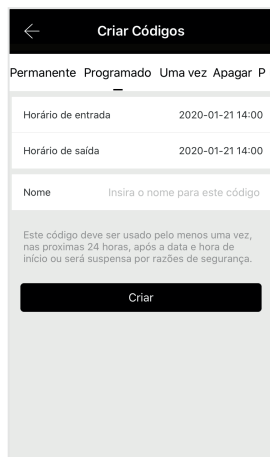 Criar Códigos
Permanente Programado Uma vez Apagar P
Horário de entrada 2020-01-21 14:00
Horário de saída 2020-01-21 14:00
Nome Insira o nome para este código
Este código deve ser usado pelo menos uma vez,
nas proximas 24 horas, após a data e hora de
início ou será suspensa por razões de segurança.
Criar